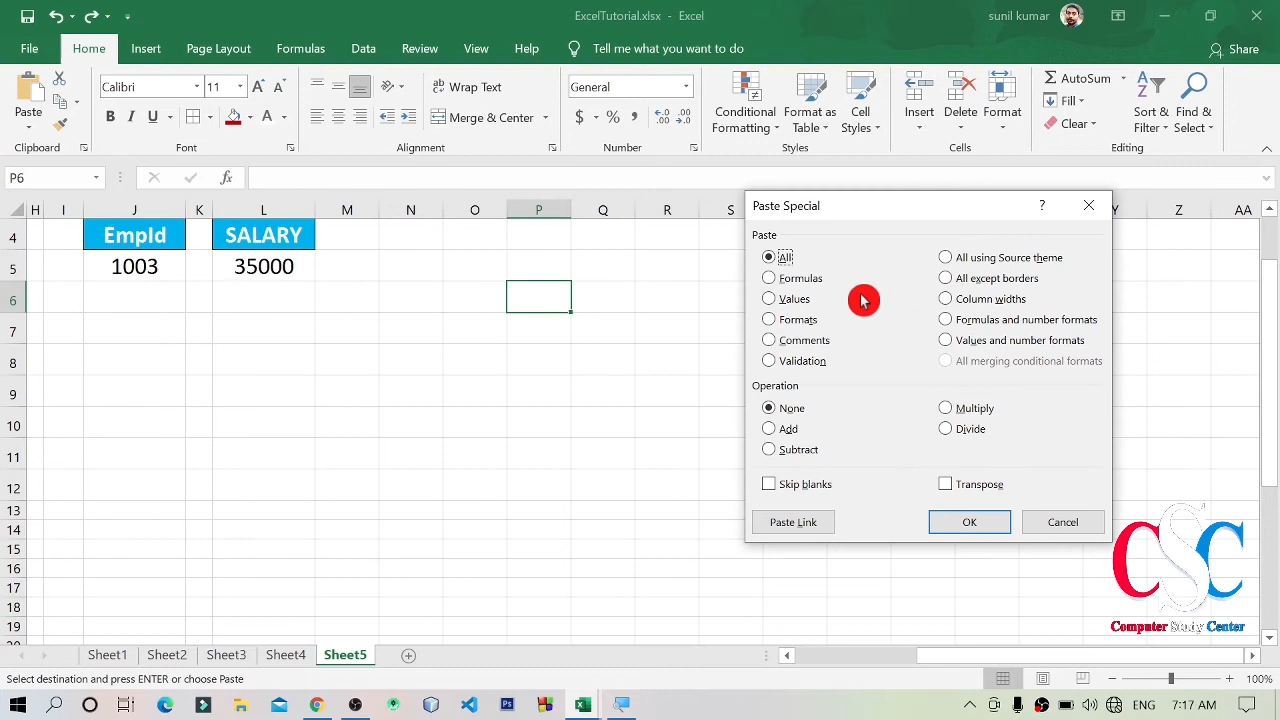 ExcelTutorial.xlsx - Excel
sunil kumar
File Home Insert Page Layout Formulas Data Review View Help Tell me what you want to do Share
Calibri 11 Wrap Text General AutoSum
Paste B I U Merge & Center $ % Conditional Formatting Format as Table Cell Styles Insert Delete Format Fill Clear Sort & Filter Find & Select
Clipboard Font Alignment Number Styles Cells Editing
P6 fx
H I J K L M N O P Q R S Y Z AA
4 EmpId SALARY
5 1003 35000
6
7
8
9
10
11
12
13
14
15
16
17
18
19
Paste Special ?
Paste
All All using Source theme
Formulas All except borders
Values Column widths
Formats Formulas and number formats
Comments Values and number formats
Validation All merging conditional formats
Operation
None Multiply
Add Divide
Subtract
Skip blanks Transpose
Paste Link OK Cancel
CSC
Computer Study Center
Sheet1 Sheet2 Sheet3 Sheet4 Sheet5
Select destination and press ENTER or choose Paste 100%
ENG 7:17 AM